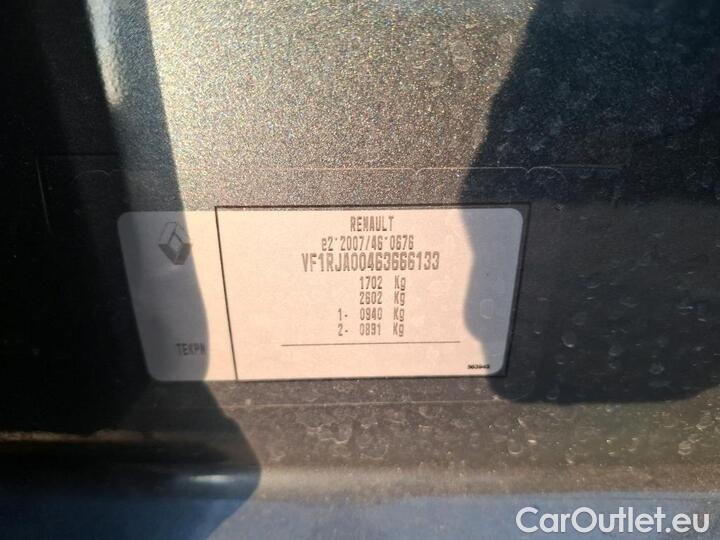 RENAULT
e2*2007/46*0676
VF1RJA00463666133
1702 Kg
2602 Kg
1- 0940 Kg
2- 0891 Kg
TEKPN
363943
CarOutlet.eu